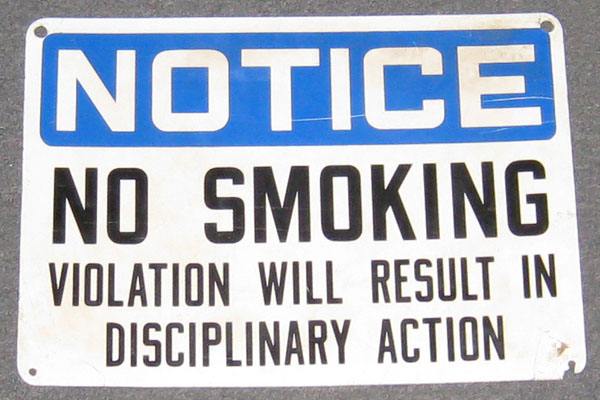 NOTICE
NO SMOKING
VIOLATION WILL RESULT IN
DISCIPLINARY ACTION